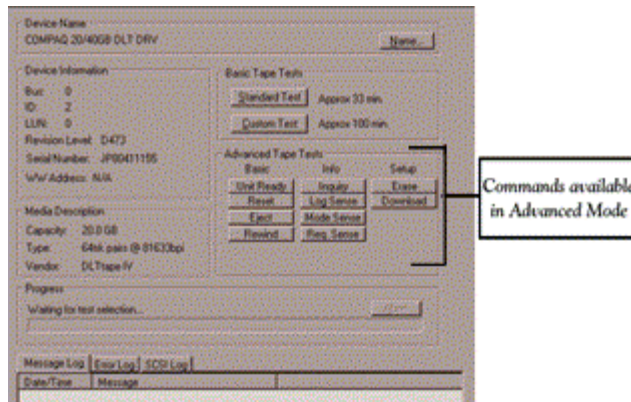 Device Name
COMPAQ 20/40GB DLT DRV
Name...
Device Information
Bus: 0
ID: 2
LUN: 0
Revision Level: D473
Serial Number: JP00411155
WW Address: N/A
Basic Tape Tests
Standard Test Approx 33 min.
Custom Test Approx 100 min.
Advanced Tape Tests
Basic Info Setup
Unit Ready Inquiry Erase
Reset Log Sense Download
Eject Mode Sense
Rewind Req. Sense
Commands available
in Advanced Mode
Media Description
Capacity: 20.0 GB
Type: 64trk pairs @ 81633bpi
Vendor: DLTtape IV
Progress
Waiting for test selection...
Message Log Error Log SCSI Log
Date/Time Message